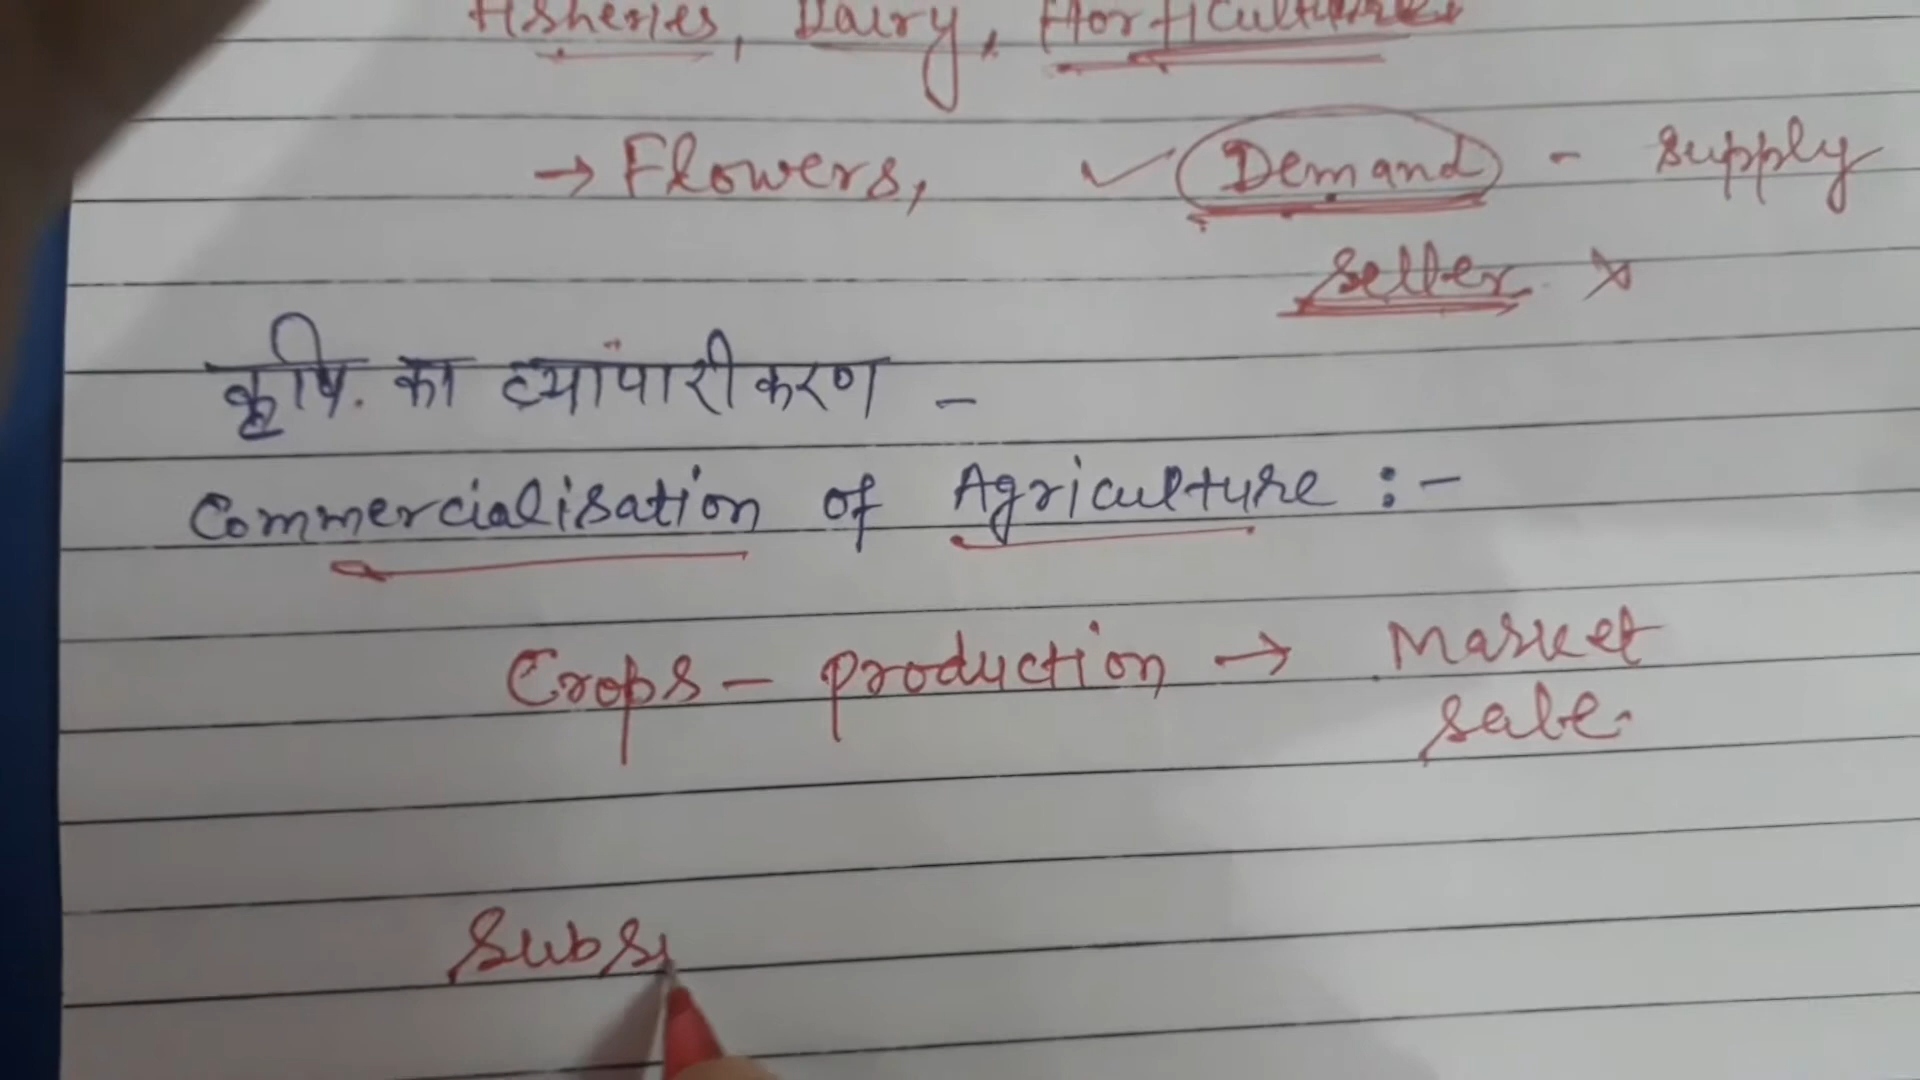 Fisheries, Dairy, Horticulture
→ Flowers, ✓ Demand - supply
seller ×
कृषि का व्यापारीकरण -
Commercialisation of Agriculture :-
Crops - production → Market
sale.
Subs